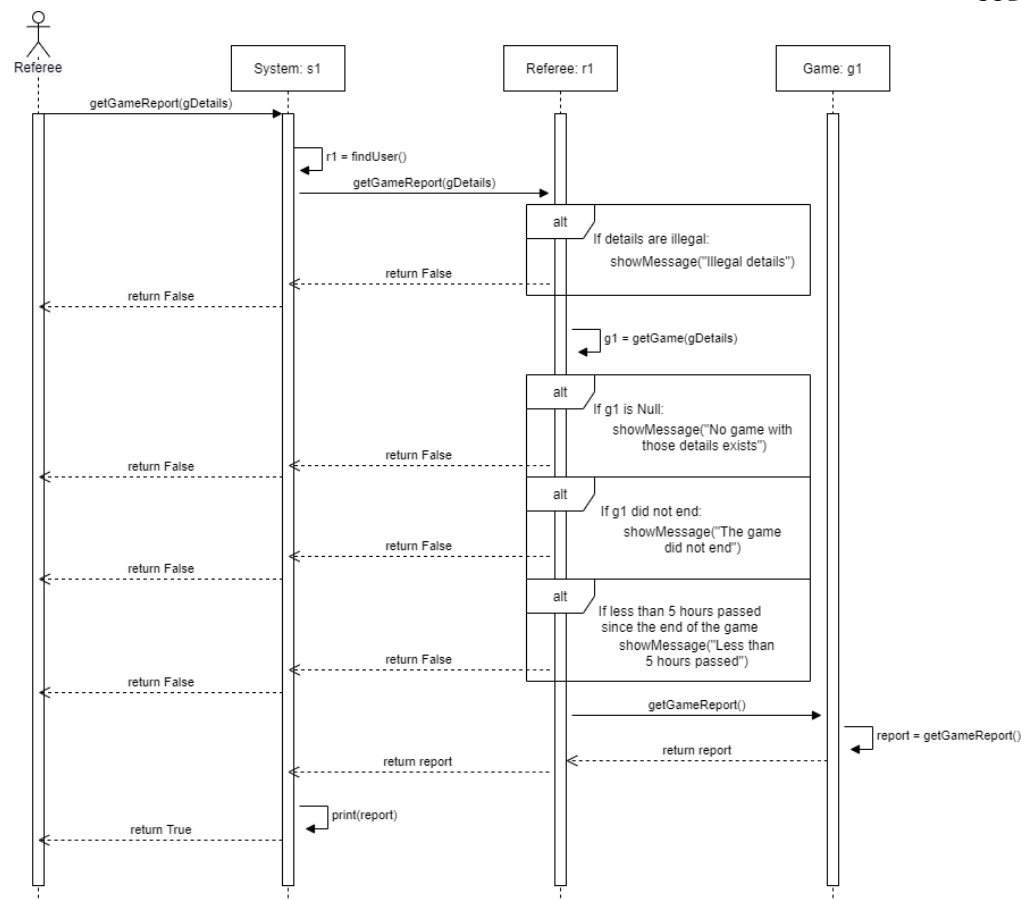 Referee
System: s1
Referee: r1
Game: g1
getGameReport(gDetails)
r1 = findUser()
getGameReport(gDetails)
alt
If details are illegal:
showMessage("Illegal details")
return False
return False
g1 = getGame(gDetails)
alt
If g1 is Null:
showMessage("No game with
those details exists")
return False
return False
alt
If g1 did not end:
showMessage("The game
did not end")
return False
return False
alt
If less than 5 hours passed
since the end of the game
showMessage("Less than
5 hours passed")
return False
return False
getGameReport()
report = getGameReport()
return report
return report
print(report)
return True